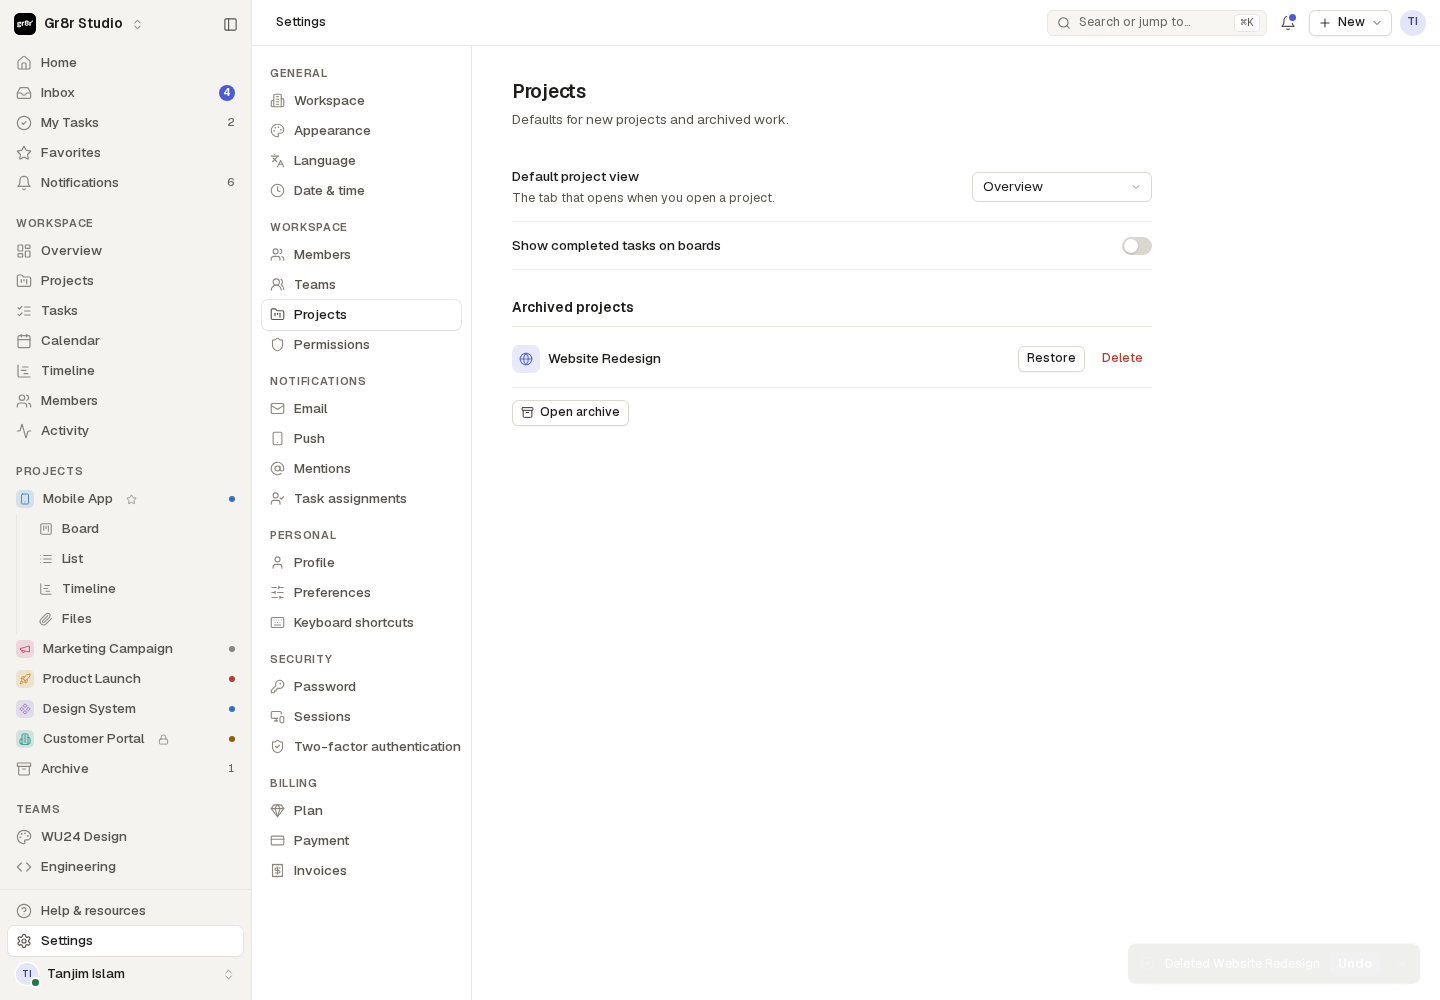 gr8r
Gr8r Studio
Home
Inbox 4
My Tasks 2
Favorites
Notifications 6
WORKSPACE
Overview
Projects
Tasks
Calendar
Timeline
Members
Activity
PROJECTS
Mobile App
Board
List
Timeline
Files
Marketing Campaign
Product Launch
Design System
Customer Portal
Archive 1
TEAMS
WU24 Design
Engineering
Help & resources
Settings
TI Tanjim Islam
Settings
Search or jump to... ⌘K
New
TI
GENERAL
Workspace
Appearance
Language
Date & time
WORKSPACE
Members
Teams
Projects
Permissions
NOTIFICATIONS
Email
Push
Mentions
Task assignments
PERSONAL
Profile
Preferences
Keyboard shortcuts
SECURITY
Password
Sessions
Two-factor authentication
BILLING
Plan
Payment
Invoices
Projects
Defaults for new projects and archived work.
Default project view
The tab that opens when you open a project.
Overview
Show completed tasks on boards
Archived projects
Website Redesign
Restore
Delete
Open archive
Deleted Website Redesign Undo